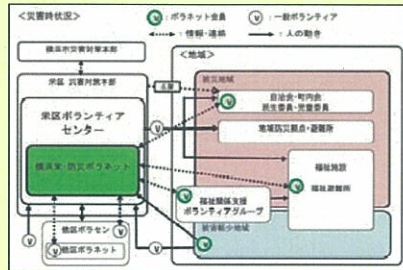 <災害時状況>
Ⓥ：ボラネット会員
Ⓥ：一般ボランティア
：情報・連絡
：人の動き
横浜市災害対策本部
栄区 災害対策本部
栄区ボランティア
センター
横浜栄・防災ボラネット
他区ボラセン
他区ボラネット
<地域>
被災地域
自治会・町内会
民生委員・児童委員
地域防災拠点・避難所
福祉施設
福祉避難所
福祉関係支援
ボランティアグループ
被害軽少地域